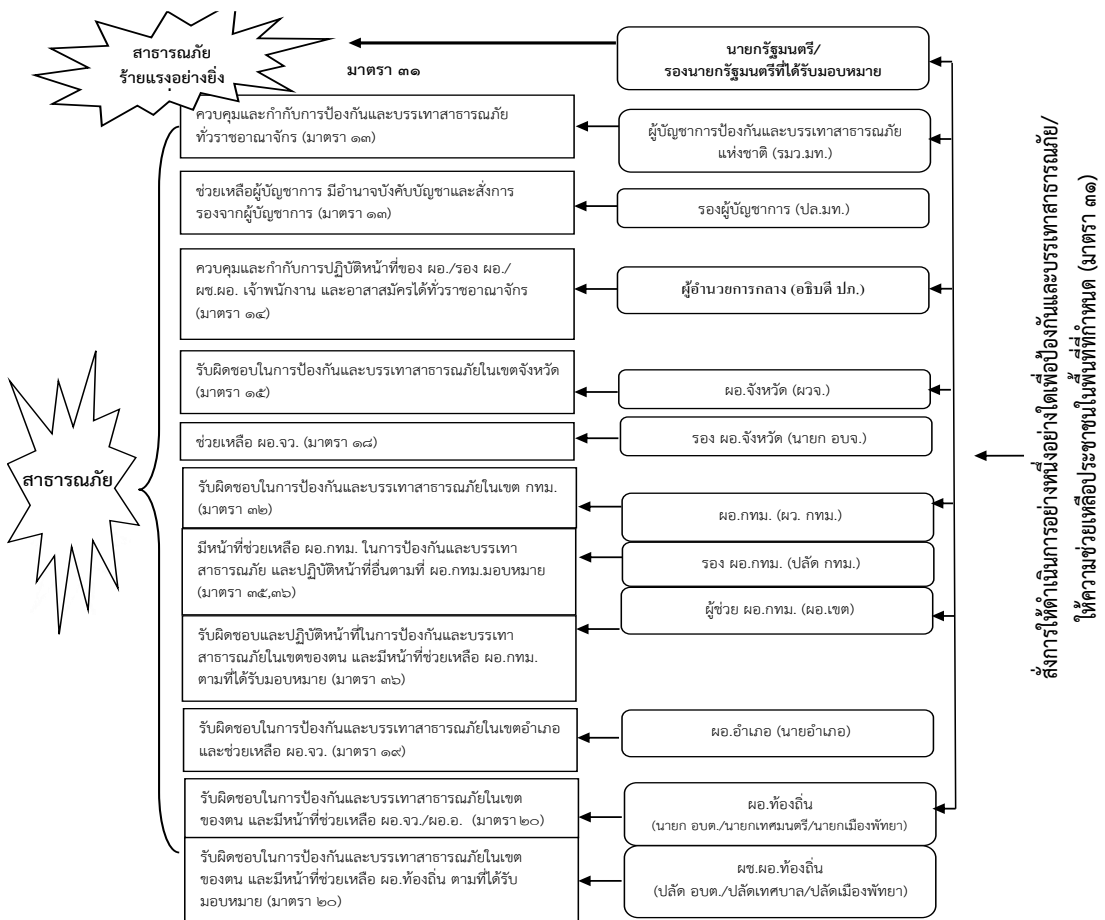 สาธารณภัย
ร้ายแรงอย่างยิ่ง
มาตรา ๓๑
นายกรัฐมนตรี/
รองนายกรัฐมนตรีที่ได้รับมอบหมาย
ควบคุมและกำกับการป้องกันและบรรเทาสาธารณภัย
ทั่วราชอาณาจักร (มาตรา ๑๓)
ผู้บัญชาการป้องกันและบรรเทาสาธารณภัย
แห่งชาติ (รมว.มท.)
ช่วยเหลือผู้บัญชาการ มีอำนาจบังคับบัญชาและสั่งการ
รองจากผู้บัญชาการ (มาตรา ๑๓)
รองผู้บัญชาการ (ปล.มท.)
ควบคุมและกำกับการปฏิบัติหน้าที่ของ ผอ./รอง ผอ./
ผช.ผอ. เจ้าพนักงาน และอาสาสมัครได้ทั่วราชอาณาจักร
(มาตรา ๑๔)
ผู้อำนวยการกลาง (อธิบดี ปภ.)
รับผิดชอบในการป้องกันและบรรเทาสาธารณภัยในเขตจังหวัด
(มาตรา ๑๕)
ผอ.จังหวัด (ผวจ.)
ช่วยเหลือ ผอ.จว. (มาตรา ๑๘)
รอง ผอ.จังหวัด (นายก อบจ.)
สาธารณภัย
รับผิดชอบในการป้องกันและบรรเทาสาธารณภัยในเขต กทม.
(มาตรา ๓๒)
ผอ.กทม. (ผว. กทม.)
มีหน้าที่ช่วยเหลือ ผอ.กทม. ในการป้องกันและบรรเทา
สาธารณภัย และปฏิบัติหน้าที่อื่นตามที่ ผอ.กทม.มอบหมาย
(มาตรา ๓๕,๓๖)
รอง ผอ.กทม. (ปลัด กทม.)
ผู้ช่วย ผอ.กทม. (ผอ.เขต)
รับผิดชอบและปฏิบัติหน้าที่ในการป้องกันและบรรเทา
สาธารณภัยในเขตของตน และมีหน้าที่ช่วยเหลือ ผอ.กทม.
ตามที่ได้รับมอบหมาย (มาตรา ๓๖)
รับผิดชอบในการป้องกันและบรรเทาสาธารณภัยในเขตอำเภอ
และช่วยเหลือ ผอ.จว. (มาตรา ๑๙)
ผอ.อำเภอ (นายอำเภอ)
รับผิดชอบในการป้องกันและบรรเทาสาธารณภัยในเขต
ของตน และมีหน้าที่ช่วยเหลือ ผอ.จว./ผอ.อ. (มาตรา ๒๐)
ผอ.ท้องถิ่น
(นายก อบต./นายกเทศมนตรี/นายกเมืองพัทยา)
รับผิดชอบในการป้องกันและบรรเทาสาธารณภัยในเขต
ของตน และมีหน้าที่ช่วยเหลือ ผอ.ท้องถิ่น ตามที่ได้รับ
มอบหมาย (มาตรา ๒๐)
ผช.ผอ.ท้องถิ่น
(ปลัด อบต./ปลัดเทศบาล/ปลัดเมืองพัทยา)
สั่งการให้ดำเนินการอย่างหนึ่งอย่างใดเพื่อป้องกันและบรรเทาสาธารณภัย/
ให้ความช่วยเหลือประชาชนในพื้นที่ที่กำหนด (มาตรา ๓๑)